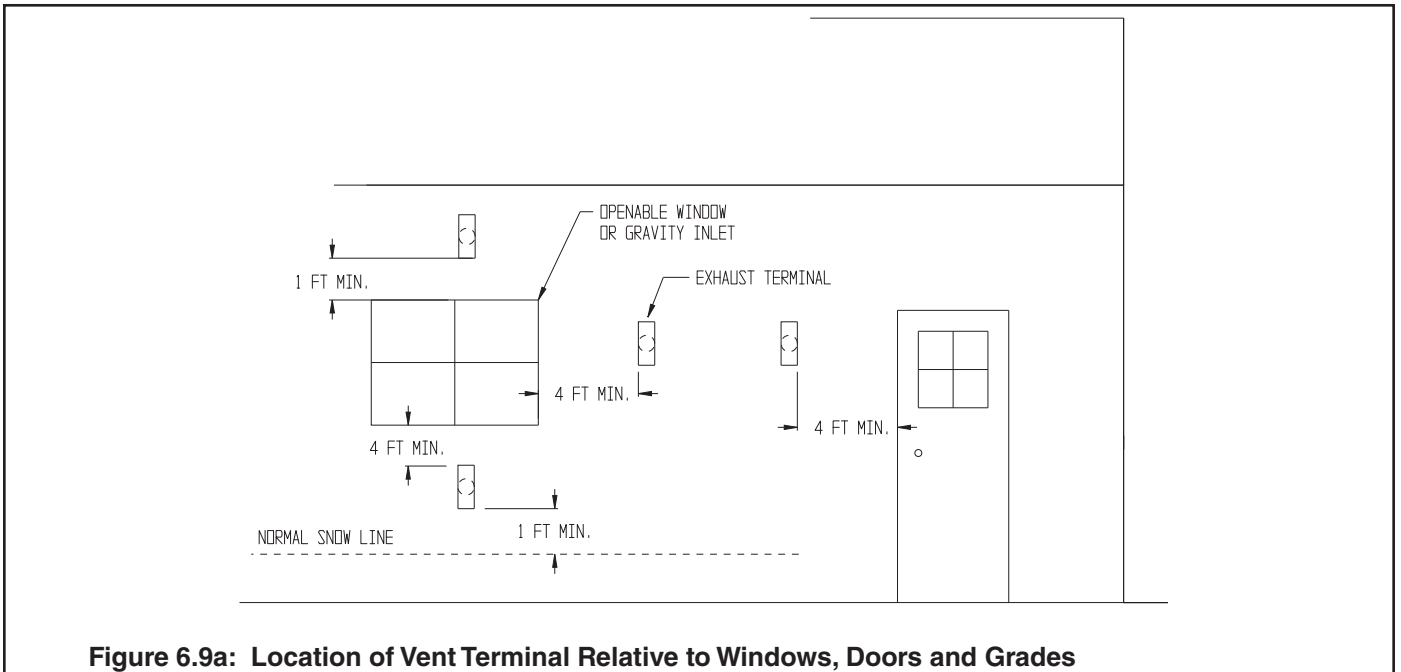 OPENABLE WINDOW
OR GRAVITY INLET
1 FT MIN.
EXHAUST TERMINAL
4 FT MIN.
4 FT MIN.
4 FT MIN.
1 FT MIN.
NORMAL SNOW LINE
Figure 6.9a: Location of Vent Terminal Relative to Windows, Doors and Grades